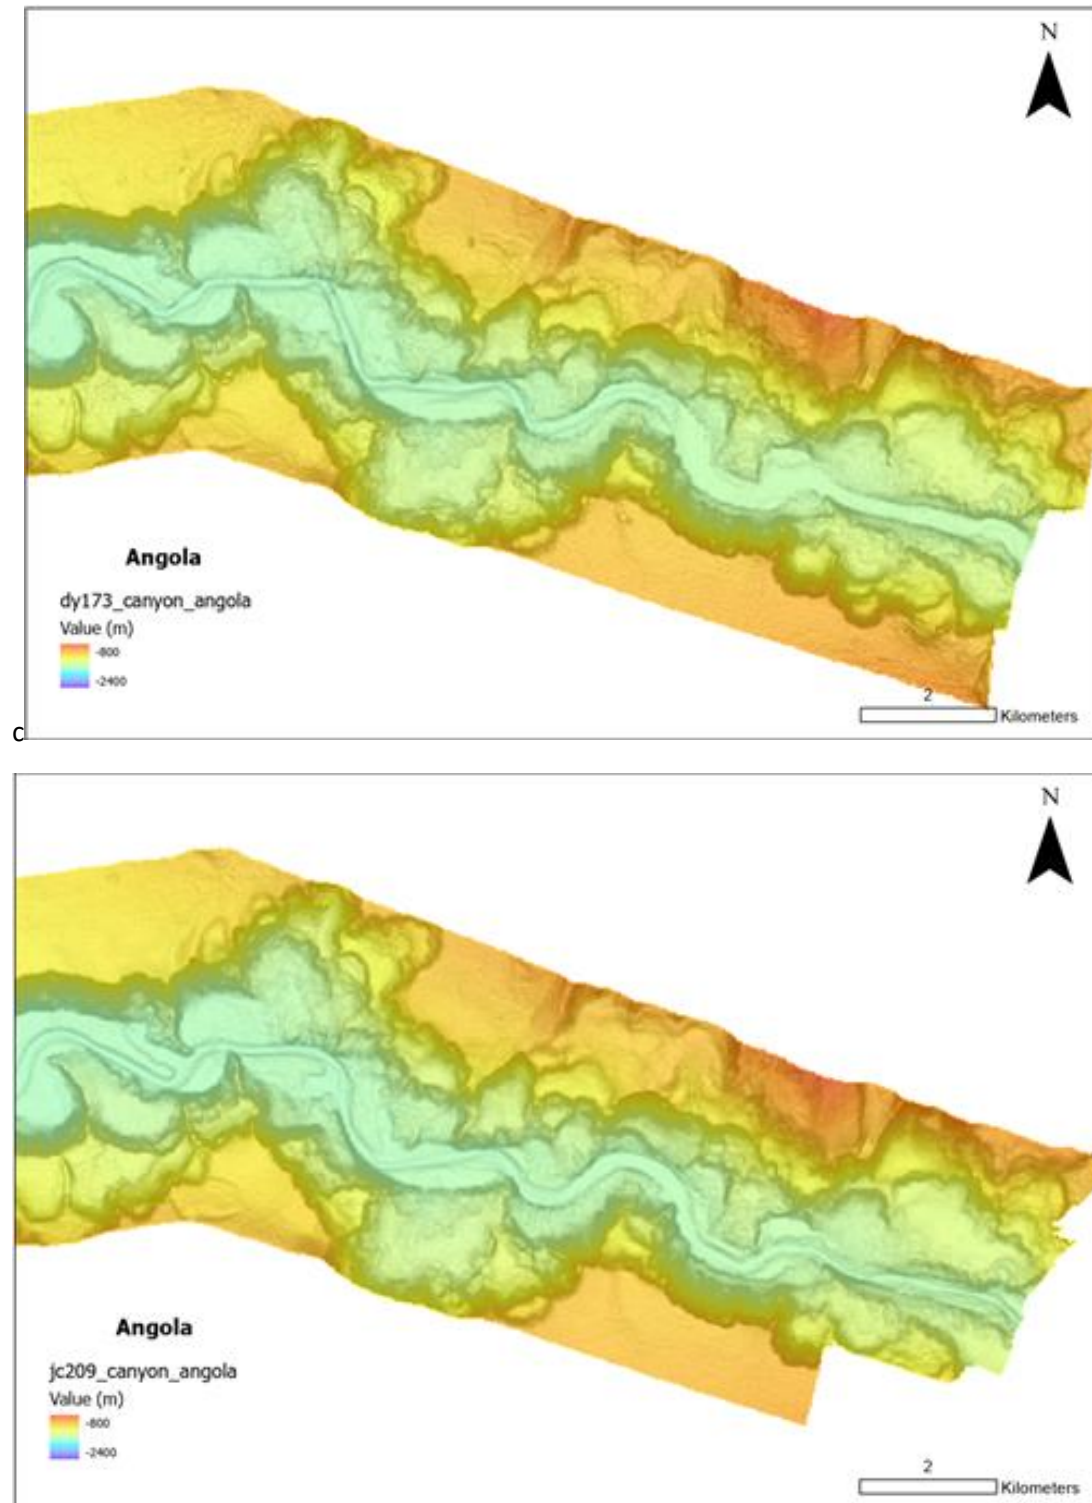 N
Angola
dy173_canyon_angola
Value (m)
-800
-2400
2
Kilometers
c
N
Angola
jc209_canyon_angola
Value (m)
-800
-2400
2
Kilometers